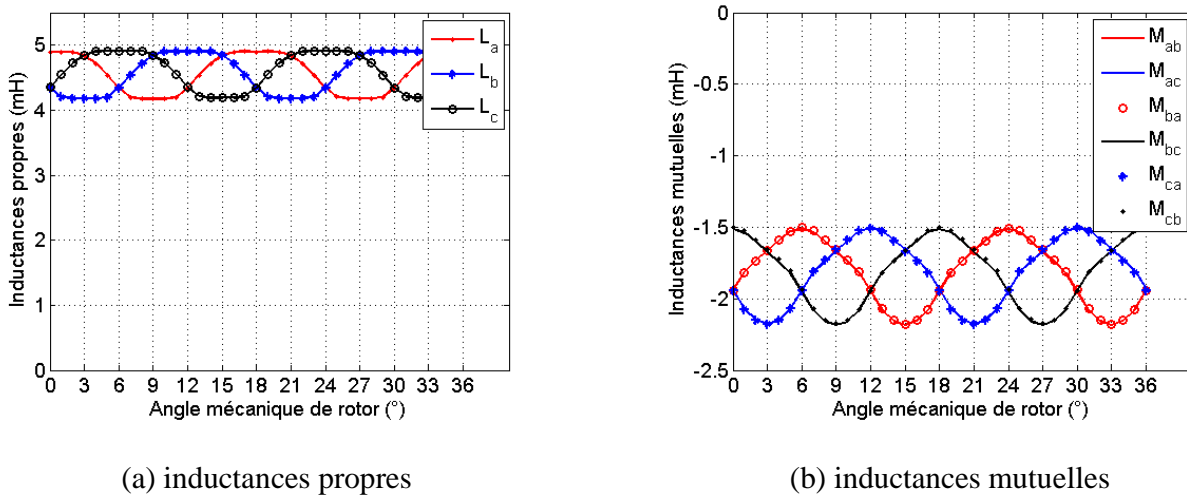 Inductances propres (mH)
5
4
3
2
1
0
0 3 6 9 12 15 18 21 24 27 30 33 36
Angle mécanique de rotor (°)
L_a
L_b
L_c
(a) inductances propres
Inductances mutuelles (mH)
0
-0.5
-1
-1.5
-2
-2.5
0 3 6 9 12 15 18 21 24 27 30 33 36
Angle mécanique de rotor (°)
M_ab
M_ac
M_ba
M_bc
M_ca
M_cb
(b) inductances mutuelles